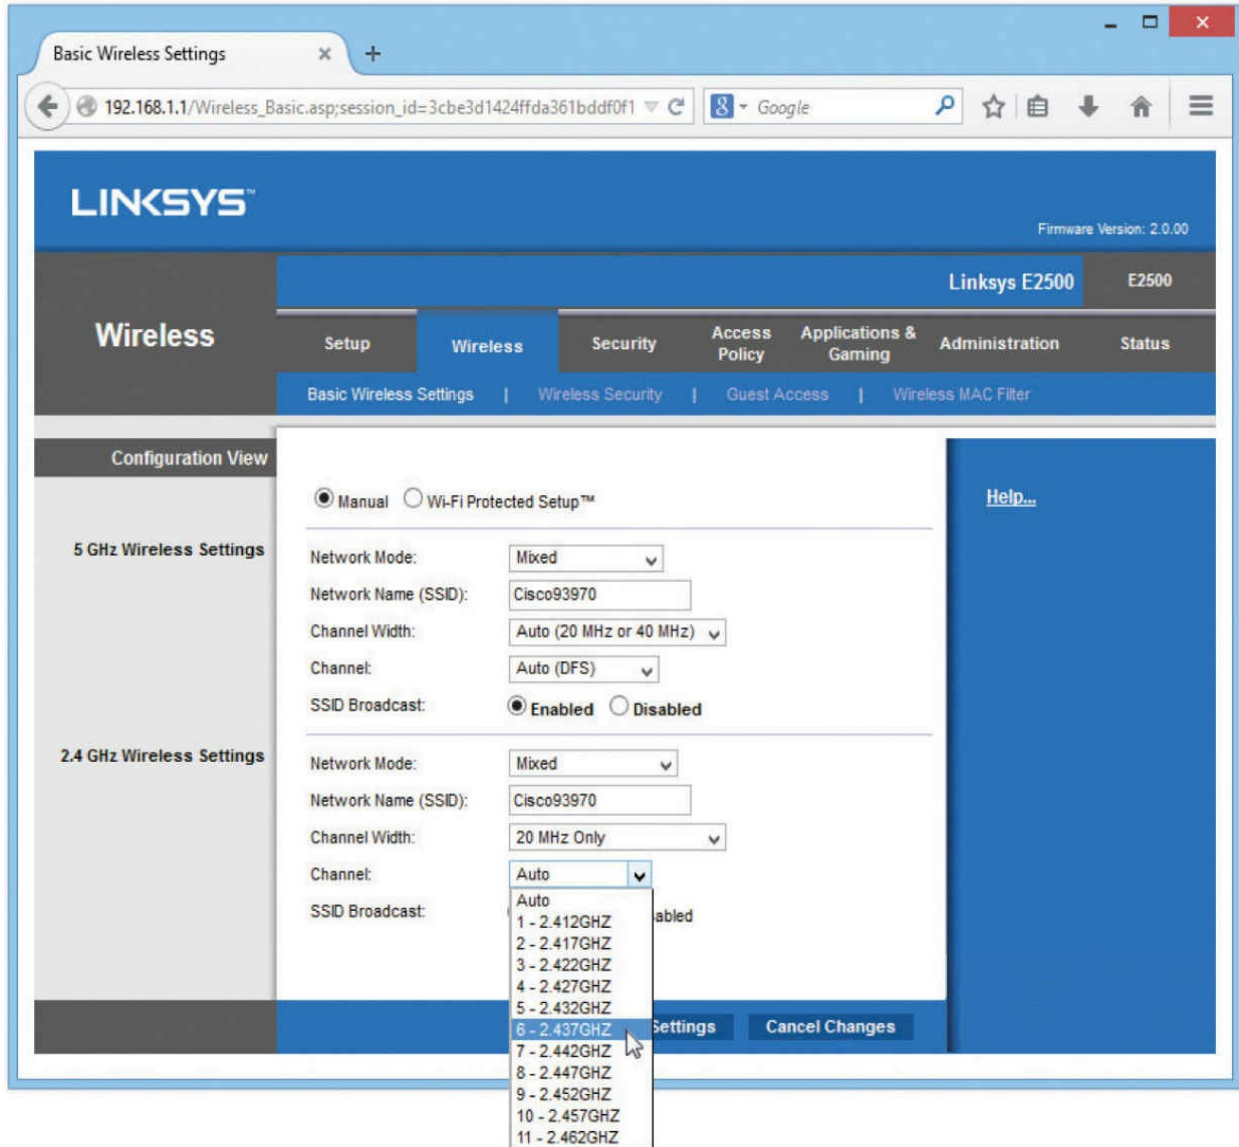 Basic Wireless Settings
192.168.1.1/Wireless_Basic.asp;session_id=3cbe3d1424ffda361bddf0f1
Google
LINKSYS™
Firmware Version: 2.0.00
Linksys E2500
E2500
Wireless
Setup
Wireless
Security
Access Policy
Applications & Gaming
Administration
Status
Basic Wireless Settings | Wireless Security | Guest Access | Wireless MAC Filter
Configuration View
Manual Wi-Fi Protected Setup™
Help...
5 GHz Wireless Settings
Network Mode: Mixed
Network Name (SSID): Cisco93970
Channel Width: Auto (20 MHz or 40 MHz)
Channel: Auto (DFS)
SSID Broadcast: Enabled Disabled
2.4 GHz Wireless Settings
Network Mode: Mixed
Network Name (SSID): Cisco93970
Channel Width: 20 MHz Only
Channel: Auto
SSID Broadcast: abled
Auto
1 - 2.412GHZ
2 - 2.417GHZ
3 - 2.422GHZ
4 - 2.427GHZ
5 - 2.432GHZ
6 - 2.437GHZ
7 - 2.442GHZ
8 - 2.447GHZ
9 - 2.452GHZ
10 - 2.457GHZ
11 - 2.462GHZ
Settings
Cancel Changes